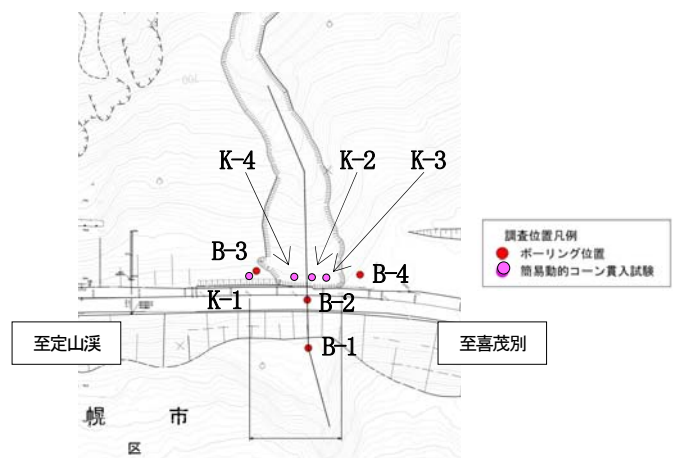 K-4
K-2
K-3
B-3
B-4
K-1
B-2
B-1
至定山渓
至喜茂別
幌 市
区
調査位置凡例
ボーリング位置
簡易動的コーン貫入試験